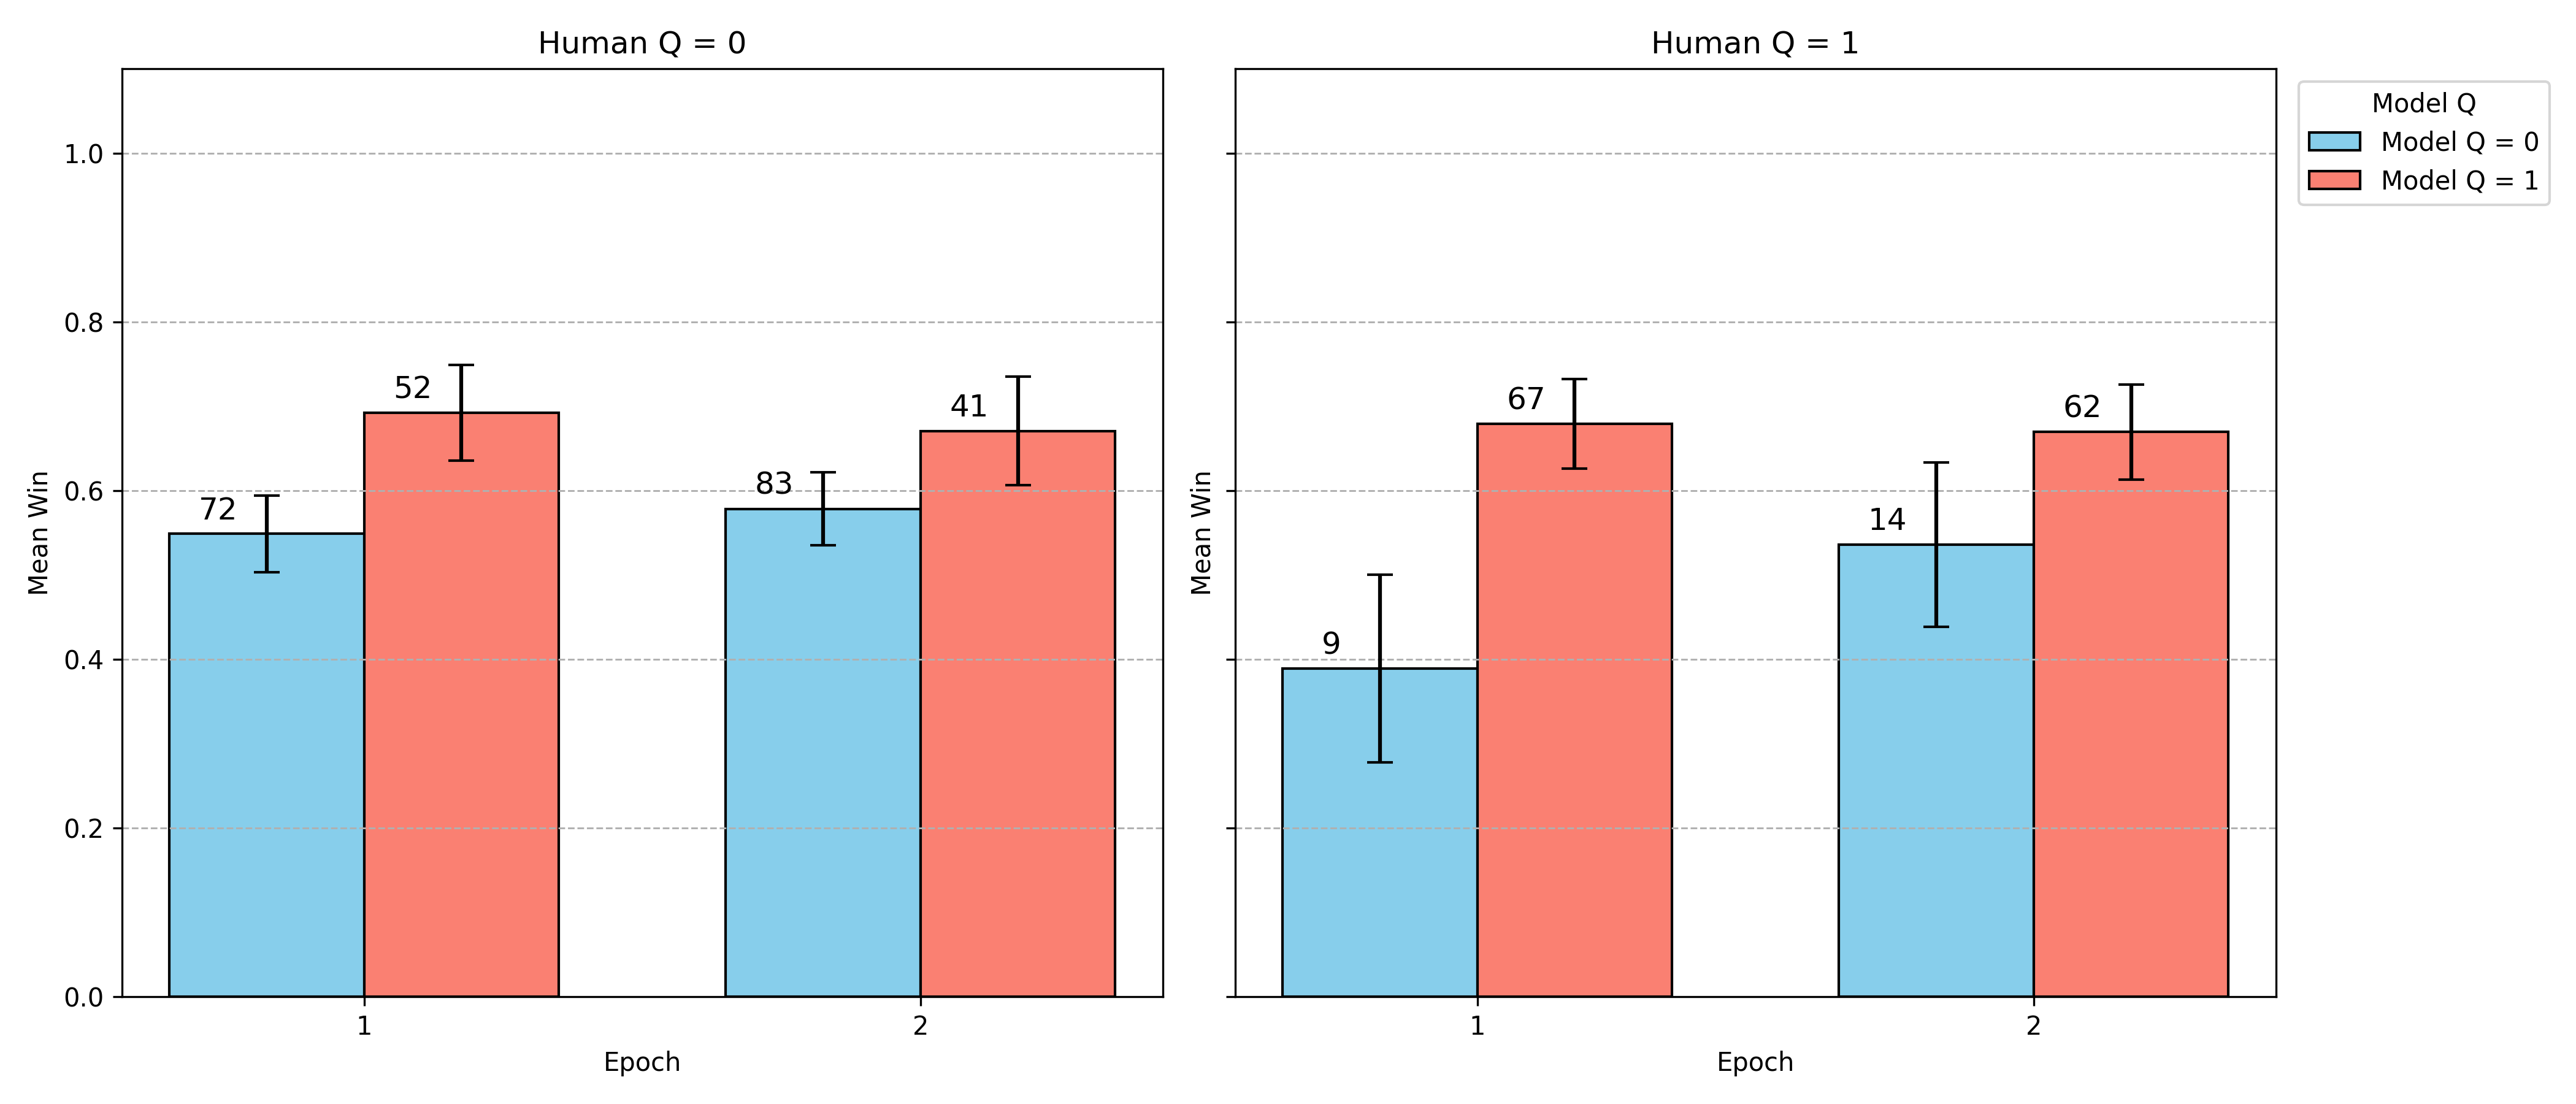 Human Q = 0
Human Q = 1
Model Q
Model Q = 0
Model Q = 1
Mean Win
1.0
0.8
0.6
0.4
0.2
0.0
72
52
83
41
1
2
Epoch
Mean Win
9
67
14
62
1
2
Epoch